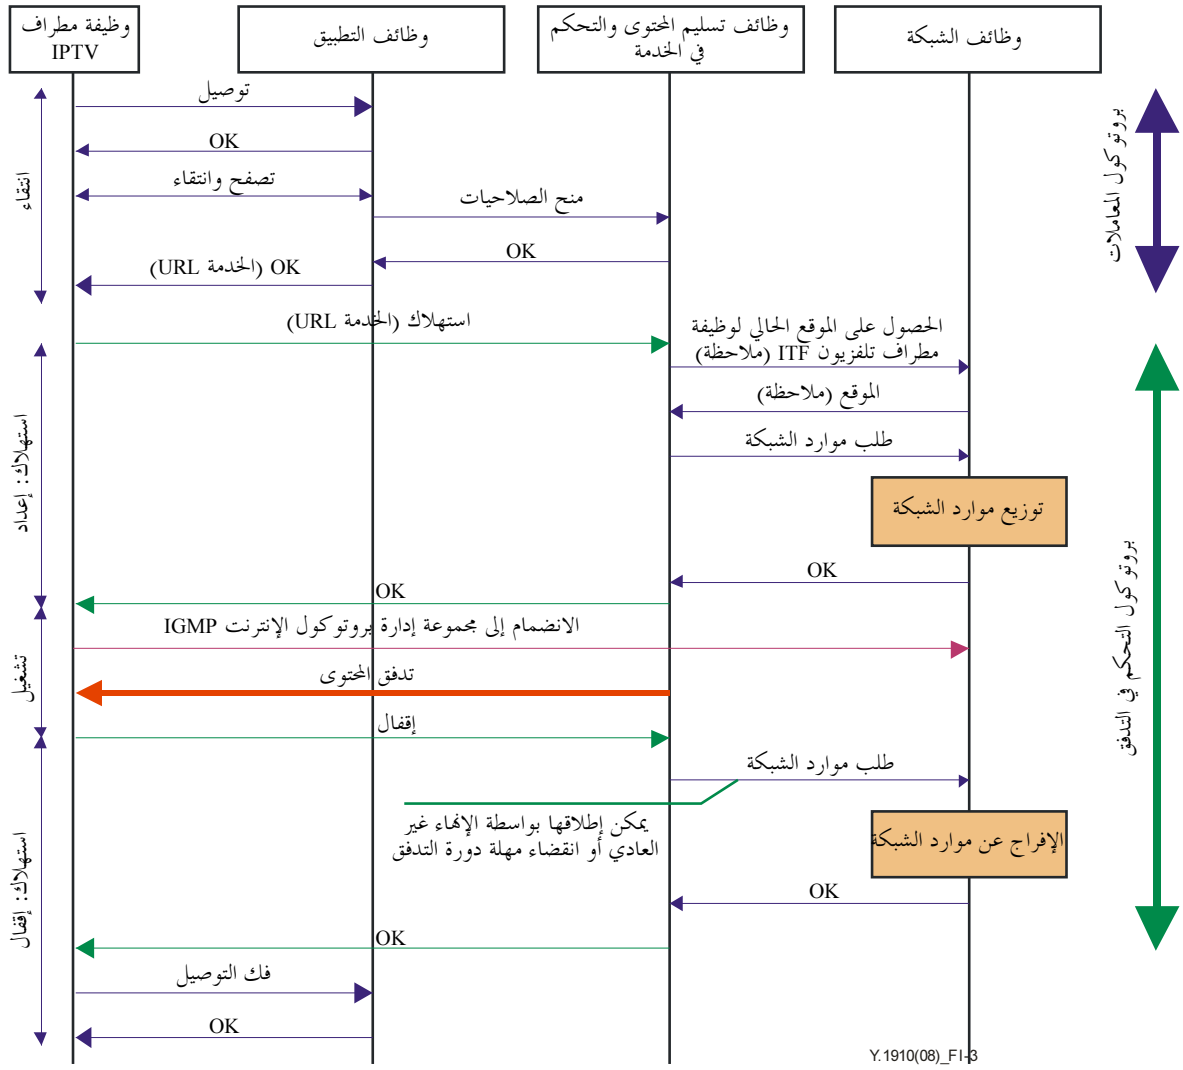 وظيفة مطراف
IPTV
وظائف التطبيق
وظائف تسليم المحتوى والتحكم
في الخدمة
وظائف الشبكة
توصيل
OK
تصفح وانتقاء
منح الصلاحيات
OK
OK (الخدمة URL)
استهلاك (الخدمة URL)
الحصول على الموقع الحالي لوظيفة
مطراف تلفزيون ITF (ملاحظة)
الموقع (ملاحظة)
طلب موارد الشبكة
توزيع موارد الشبكة
OK
OK
الانضمام إلى مجموعة إدارة بروتوكول الإنترنت IGMP
تدفق المحتوى
إقفال
طلب موارد الشبكة
يمكن إطلاقها بواسطة الإنهاء غير
العادي أو انقضاء مهلة دورة التدفق
الإفراج عن موارد الشبكة
OK
OK
فك التوصيل
OK
انتقاء
استهلاك: إعداد
تشغيل
استهلاك: إقفال
بروتوكول المعاملات
بروتوكول التحكم في التدفق
Y.1910(08)_FI-3